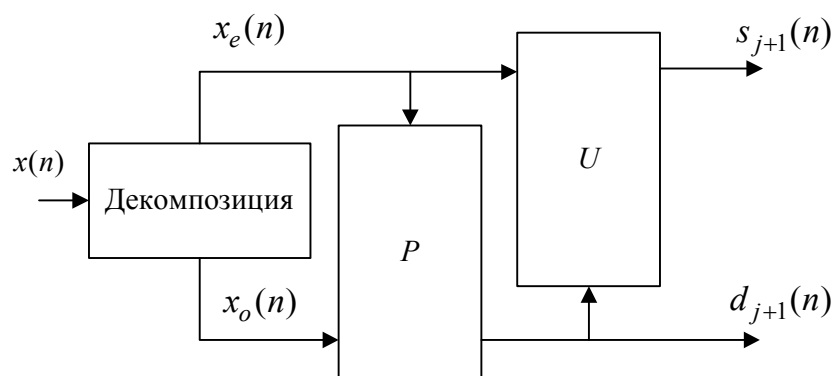 x_e(n)
s_{j+1}(n)
x(n)
Декомпозиция
U
P
x_o(n)
d_{j+1}(n)